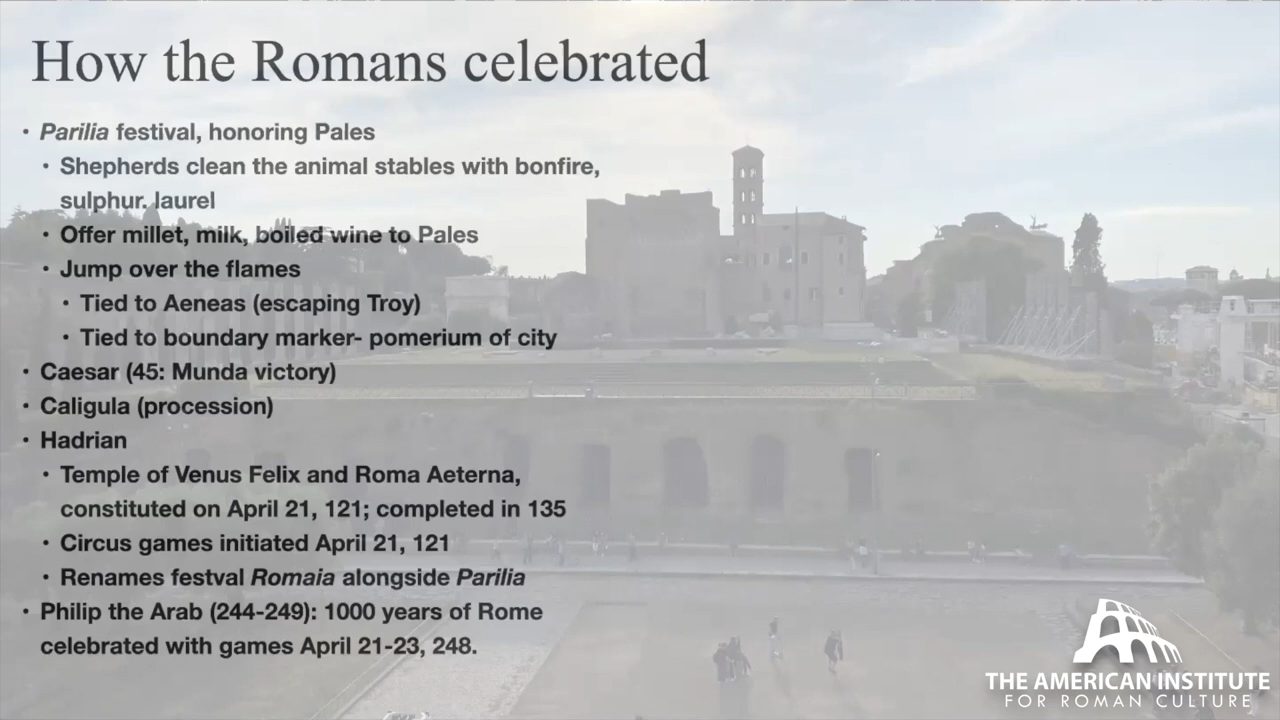 How the Romans celebrated
• Parilia festival, honoring Pales
• Shepherds clean the animal stables with bonfire,
sulphur. laurel
• Offer millet, milk, boiled wine to Pales
• Jump over the flames
• Tied to Aeneas (escaping Troy)
• Tied to boundary marker- pomerium of city
• Caesar (45: Munda victory)
• Caligula (procession)
• Hadrian
• Temple of Venus Felix and Roma Aeterna,
constituted on April 21, 121; completed in 135
• Circus games initiated April 21, 121
• Renames festval Romaia alongside Parilia
• Philip the Arab (244-249): 1000 years of Rome
celebrated with games April 21-23, 248.
THE AMERICAN INSTITUTE
FOR ROMAN CULTURE